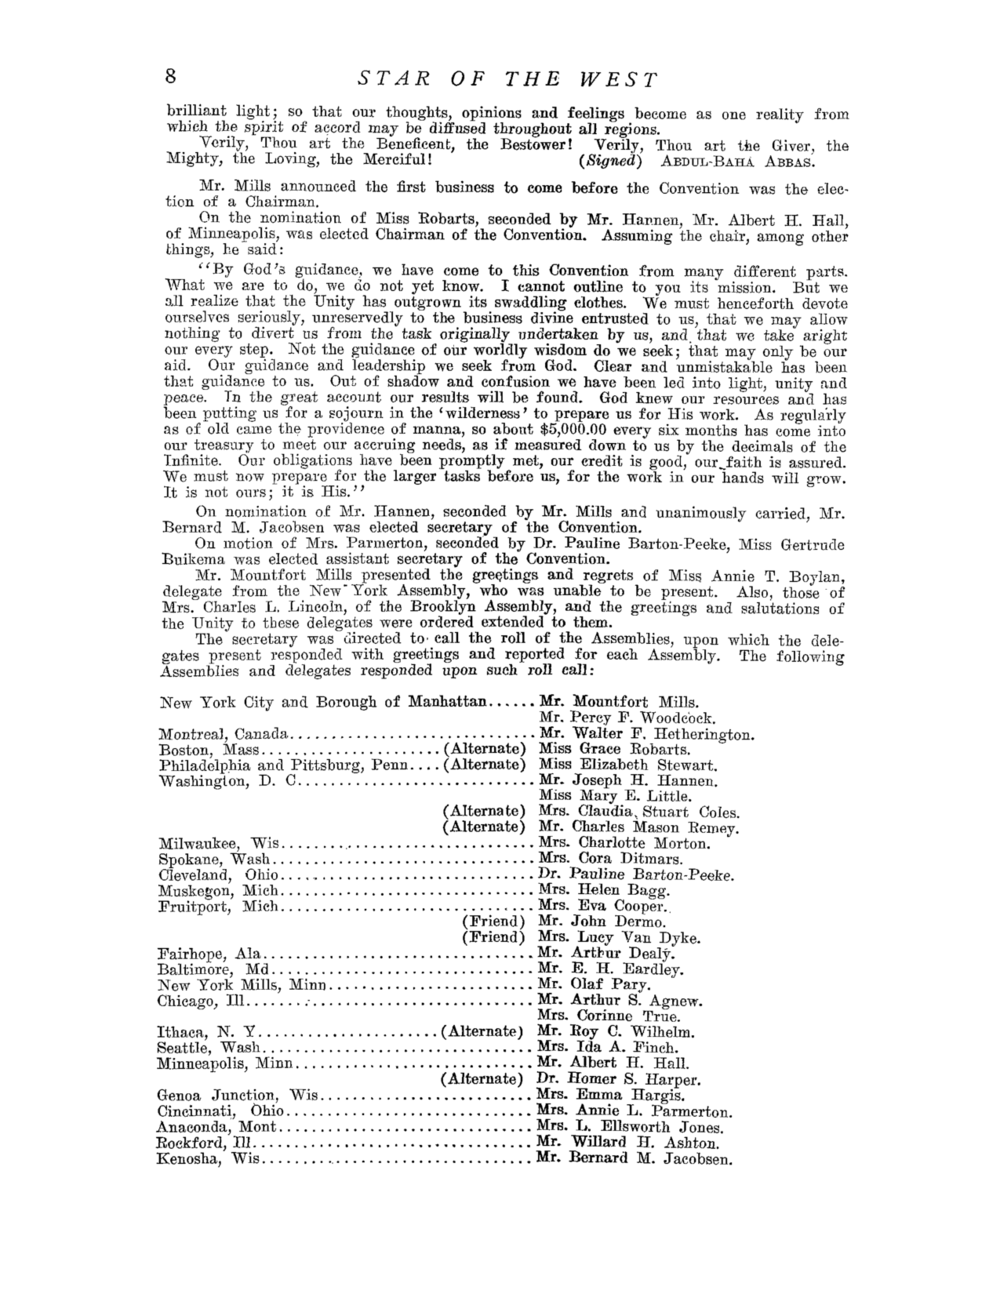 8 STAR OF THE WEST
brilliant light; so that our thoughts, opinions and feelings become as one reality from
which the spirit of accord may be diffused throughout all regions.
Verily, Thou art the Beneficent, the Bestower! Verily, Thou art the Giver, the
Mighty, the Loving, the Merciful! (Signed) ABDUL-BAHÁ ABBAS.
Mr. Mills announced the first business to come before the Convention was the elec-
tion of a Chairman.
On the nomination of Miss Robarts, seconded by Mr. Hannen, Mr. Albert H. Hall,
of Minneapolis, was elected Chairman of the Convention. Assuming the chair, among other
things, he said:
"By God's guidance, we have come to this Convention from many different parts.
What we are to do, we do not yet know. I cannot outline to you its mission. But we
all realize that the Unity has outgrown its swaddling clothes. We must henceforth devote
ourselves seriously, unreservedly to the business divine entrusted to us, that we may allow
nothing to divert us from the task originally undertaken by us, and that we take aright
our every step. Not the guidance of our worldly wisdom do we seek; that may only be our
aid. Our guidance and leadership we seek from God. Clear and unmistakable has been
that guidance to us. Out of shadow and confusion we have been led into light, unity and
peace. In the great account our results will be found. God knew our resources and has
been putting us for a sojourn in the 'wilderness' to prepare us for His work. As regularly
as of old came the providence of manna, so about $5,000.00 every six months has come into
our treasury to meet our accruing needs, as if measured down to us by the decimals of the
Infinite. Our obligations have been promptly met, our credit is good, our faith is assured.
We must now prepare for the larger tasks before us, for the work in our hands will grow.
It is not ours; it is His."
On nomination of Mr. Hannen, seconded by Mr. Mills and unanimously carried, Mr.
Bernard M. Jacobsen was elected secretary of the Convention.
On motion of Mrs. Parmerton, seconded by Dr. Pauline Barton-Peeke, Miss Gertrude
Buikema was elected assistant secretary of the Convention.
Mr. Mountfort Mills presented the greetings and regrets of Miss Annie T. Boylan,
delegate from the New York Assembly, who was unable to be present. Also, those of
Mrs. Charles L. Lincoln, of the Brooklyn Assembly, and the greetings and salutations of
the Unity to these delegates were ordered extended to them.
The secretary was directed to call the roll of the Assemblies, upon which the dele-
gates present responded with greetings and reported for each Assembly. The following
Assemblies and delegates responded upon such roll call:
New York City and Borough of Manhattan...... Mr. Mountfort Mills.
Mr. Percy F. Woodcock.
Montreal, Canada.............................. Mr. Walter F. Hetherington.
Boston, Mass...................... (Alternate) Miss Grace Robarts.
Philadelphia and Pittsburg, Penn.... (Alternate) Miss Elizabeth Stewart.
Washington, D. C............................. Mr. Joseph H. Hannen.
Miss Mary E. Little.
(Alternate) Mrs. Claudia Stuart Coles.
(Alternate) Mr. Charles Mason Remey.
Milwaukee, Wis............................... Mrs. Charlotte Morton.
Spokane, Wash................................ Mrs. Cora Ditmars.
Cleveland, Ohio............................... Dr. Pauline Barton-Peeke.
Muskegon, Mich............................... Mrs. Helen Bagg.
Fruitport, Mich............................... Mrs. Eva Cooper.
(Friend) Mr. John Dermo.
(Friend) Mrs. Lucy Van Dyke.
Fairhope, Ala................................. Mr. Arthur Dealy.
Baltimore, Md................................ Mr. E. H. Eardley.
New York Mills, Minn......................... Mr. Olaf Pary.
Chicago, Ill................................... Mr. Arthur S. Agnew.
Mrs. Corinne True.
Ithaca, N. Y...................... (Alternate) Mr. Roy C. Wilhelm.
Seattle, Wash................................. Mrs. Ida A. Finch.
Minneapolis, Minn............................. Mr. Albert H. Hall.
(Alternate) Dr. Homer S. Harper.
Genoa Junction, Wis.......................... Mrs. Emma Hargis.
Cincinnati, Ohio.............................. Mrs. Annie L. Parmerton.
Anaconda, Mont............................... Mrs. L. Ellsworth Jones.
Rockford, Ill.................................. Mr. Willard H. Ashton.
Kenosha, Wis................................. Mr. Bernard M. Jacobsen.